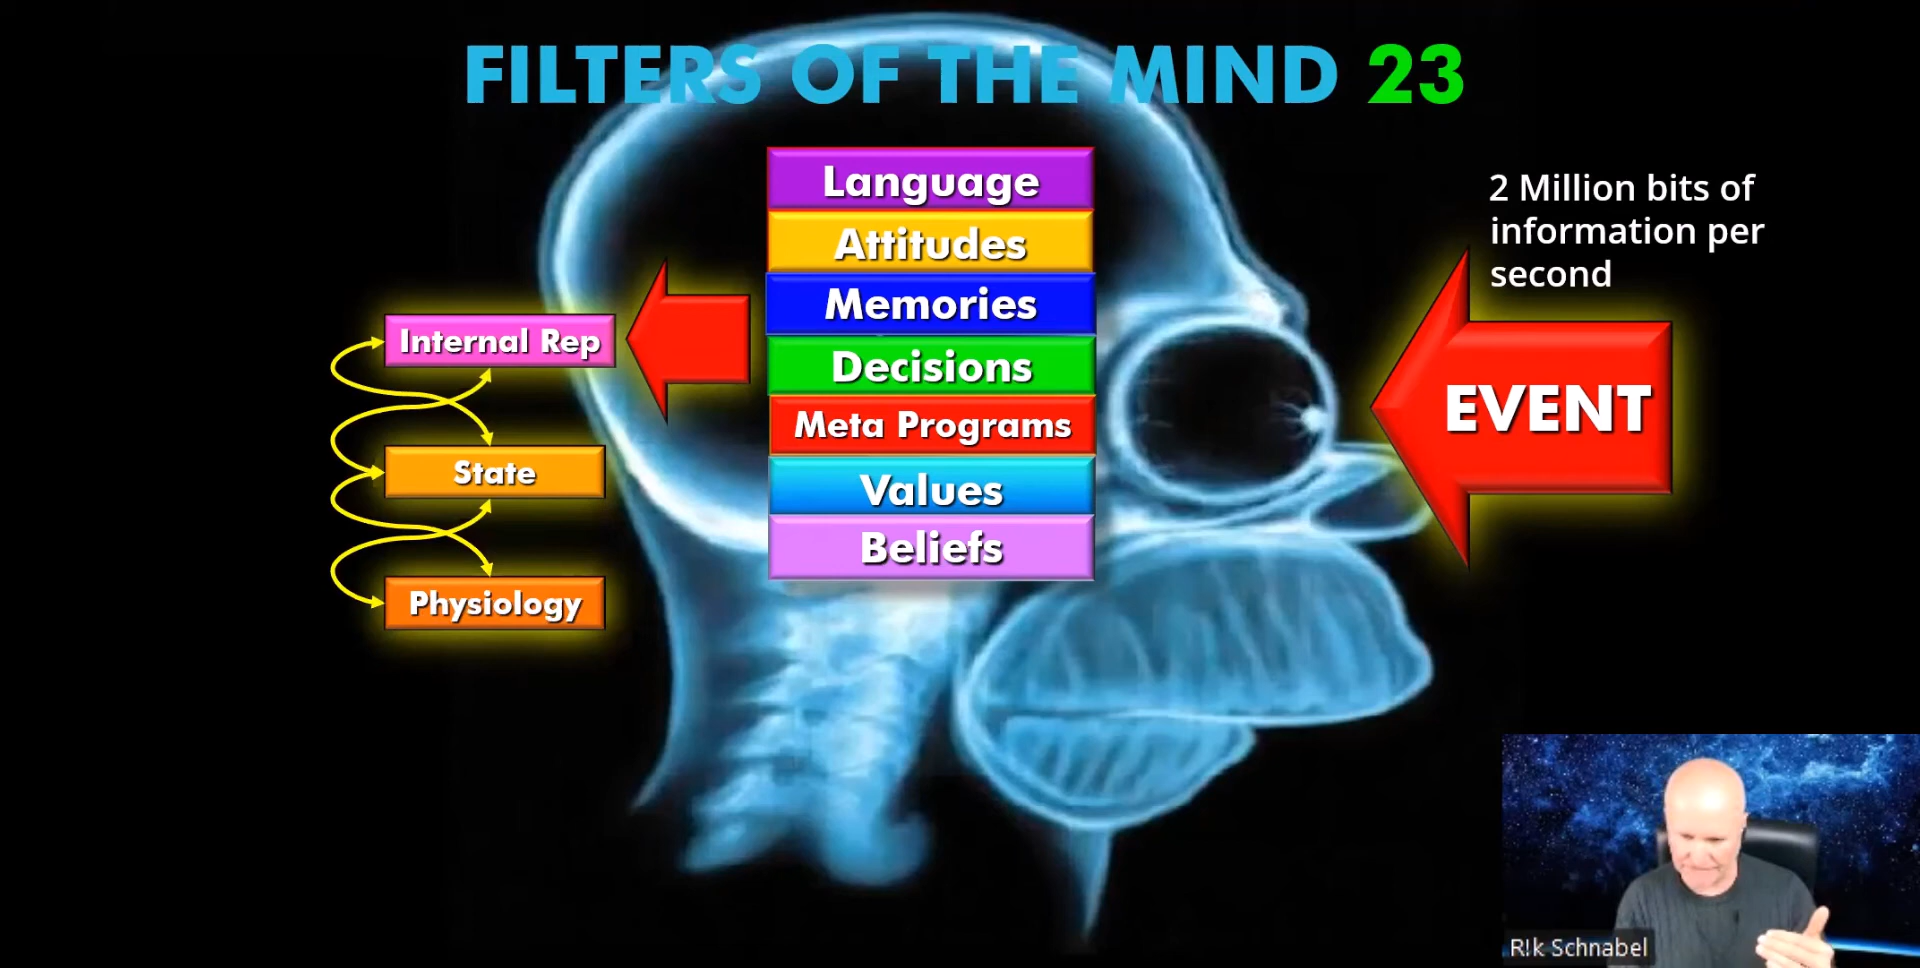 FILTERS OF THE MIND 23
2 Million bits of
information per
second
EVENT
Language
Attitudes
Memories
Decisions
Meta Programs
Values
Beliefs
Internal Rep
State
Physiology
R!k Schnabel